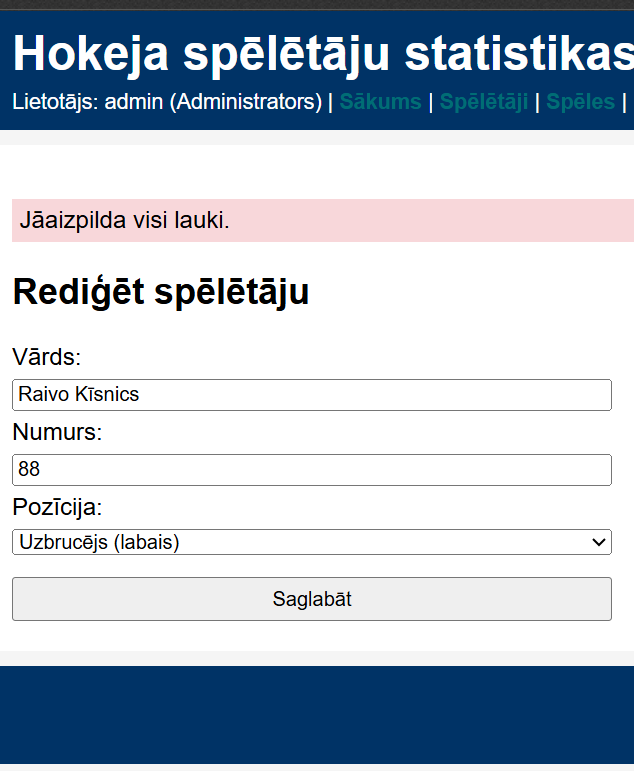 Hokeja spēlētāju statistikas
Lietotājs: admin (Administrators) | Sākums | Spēlētāji | Spēles |
Jāaizpilda visi lauki.
Rediģēt spēlētāju
Vārds:
Raivo Kīsnics
Numurs:
88
Pozīcija:
Uzbrucējs (labais)
Saglabāt